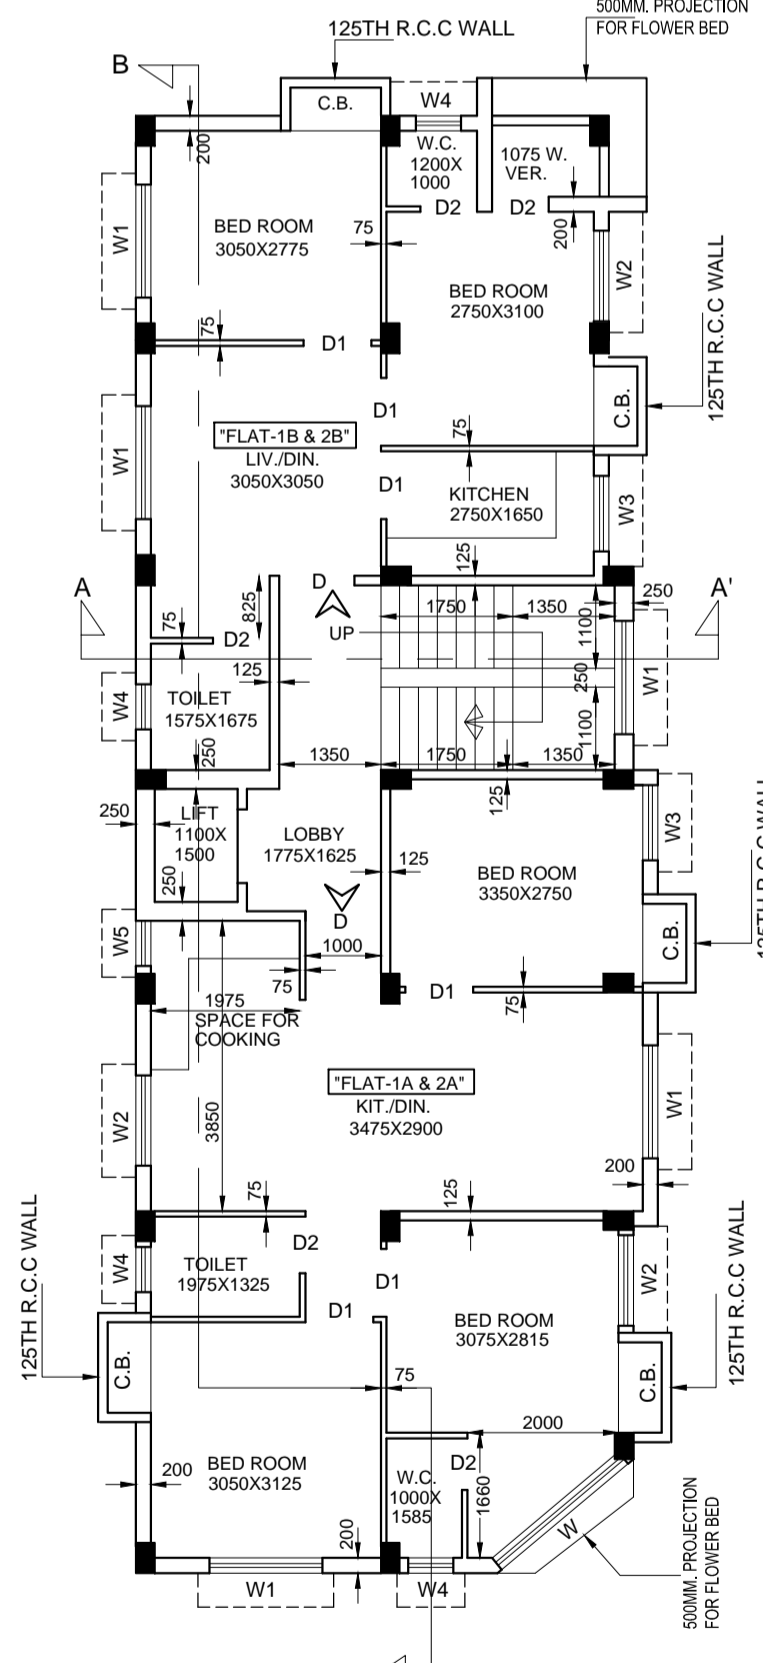 500MM. PROJECTION
FOR FLOWER BED
125TH R.C.C WALL
B
C.B.
W4
W.C.
1200X
1000
1075 W.
VER.
200
D2
D2
200
W1
BED ROOM
3050X2775
75
BED ROOM
2750X3100
W2
125TH R.C.C WALL
75
D1
D1
C.B.
W1
"FLAT-1B & 2B"
LIV./DIN.
3050X3050
75
D1
KITCHEN
2750X1650
W3
125
A
D
A'
825
1750
1350
250
1100
75
D2
UP
125
250
W1
W4
TOILET
1575X1675
1100
250
1350
1750
1350
125
250
LIFT
1100X
1500
LOBBY
1775X1625
125
W3
BED ROOM
3350X2750
125TH R.C.C WALL
250
D
W5
1000
C.B.
75
D1
75
1975
SPACE FOR
COOKING
"FLAT-1A & 2A"
KIT./DIN.
3475X2900
W1
W2
3850
200
75
125
125TH R.C.C WALL
D2
W4
TOILET
1975X1325
D1
W2
125TH R.C.C WALL
D1
BED ROOM
3075X2815
C.B.
75
C.B.
2000
BED ROOM
3050X3125
200
W.C.
1000X
1585
D2
1660
200
W
500MM. PROJECTION
FOR FLOWER BED
W1
W4